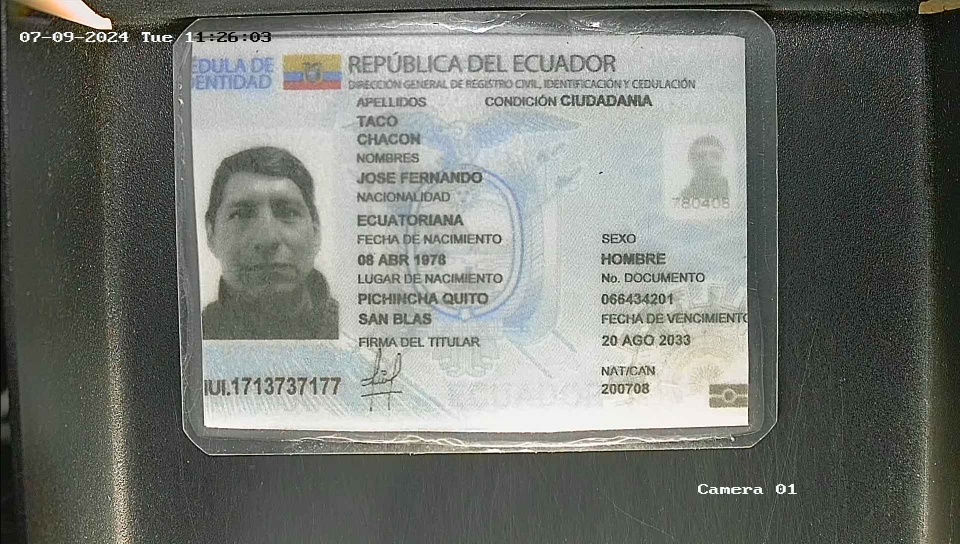 07-09-2024 Tue 11:26:03
ÉDULA DE
DENTIDAD
REPÚBLICA DEL ECUADOR
DIRECCIÓN GENERAL DE REGISTRO CIVIL, IDENTIFICACIÓN Y CEDULACIÓN
APELLIDOS
CONDICIÓN CIUDADANIA
TACO
CHACON
NOMBRES
JOSE FERNANDO
NACIONALIDAD
ECUATORIANA
FECHA DE NACIMIENTO
08 ABR 1978
LUGAR DE NACIMIENTO
PICHINCHA QUITO
SAN BLAS
FIRMA DEL TITULAR
780408
SEXO
HOMBRE
No. DOCUMENTO
066434201
FECHA DE VENCIMIENTO
20 AGO 2033
NAT/CAN
200708
NUI.1713737177
Camera 01